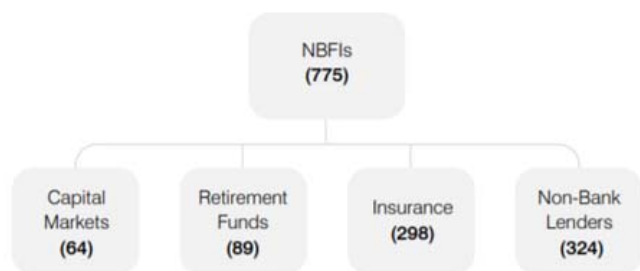 NBFIs
(775)
Capital
Markets
(64)
Retirement
Funds
(89)
Insurance
(298)
Non-Bank
Lenders
(324)